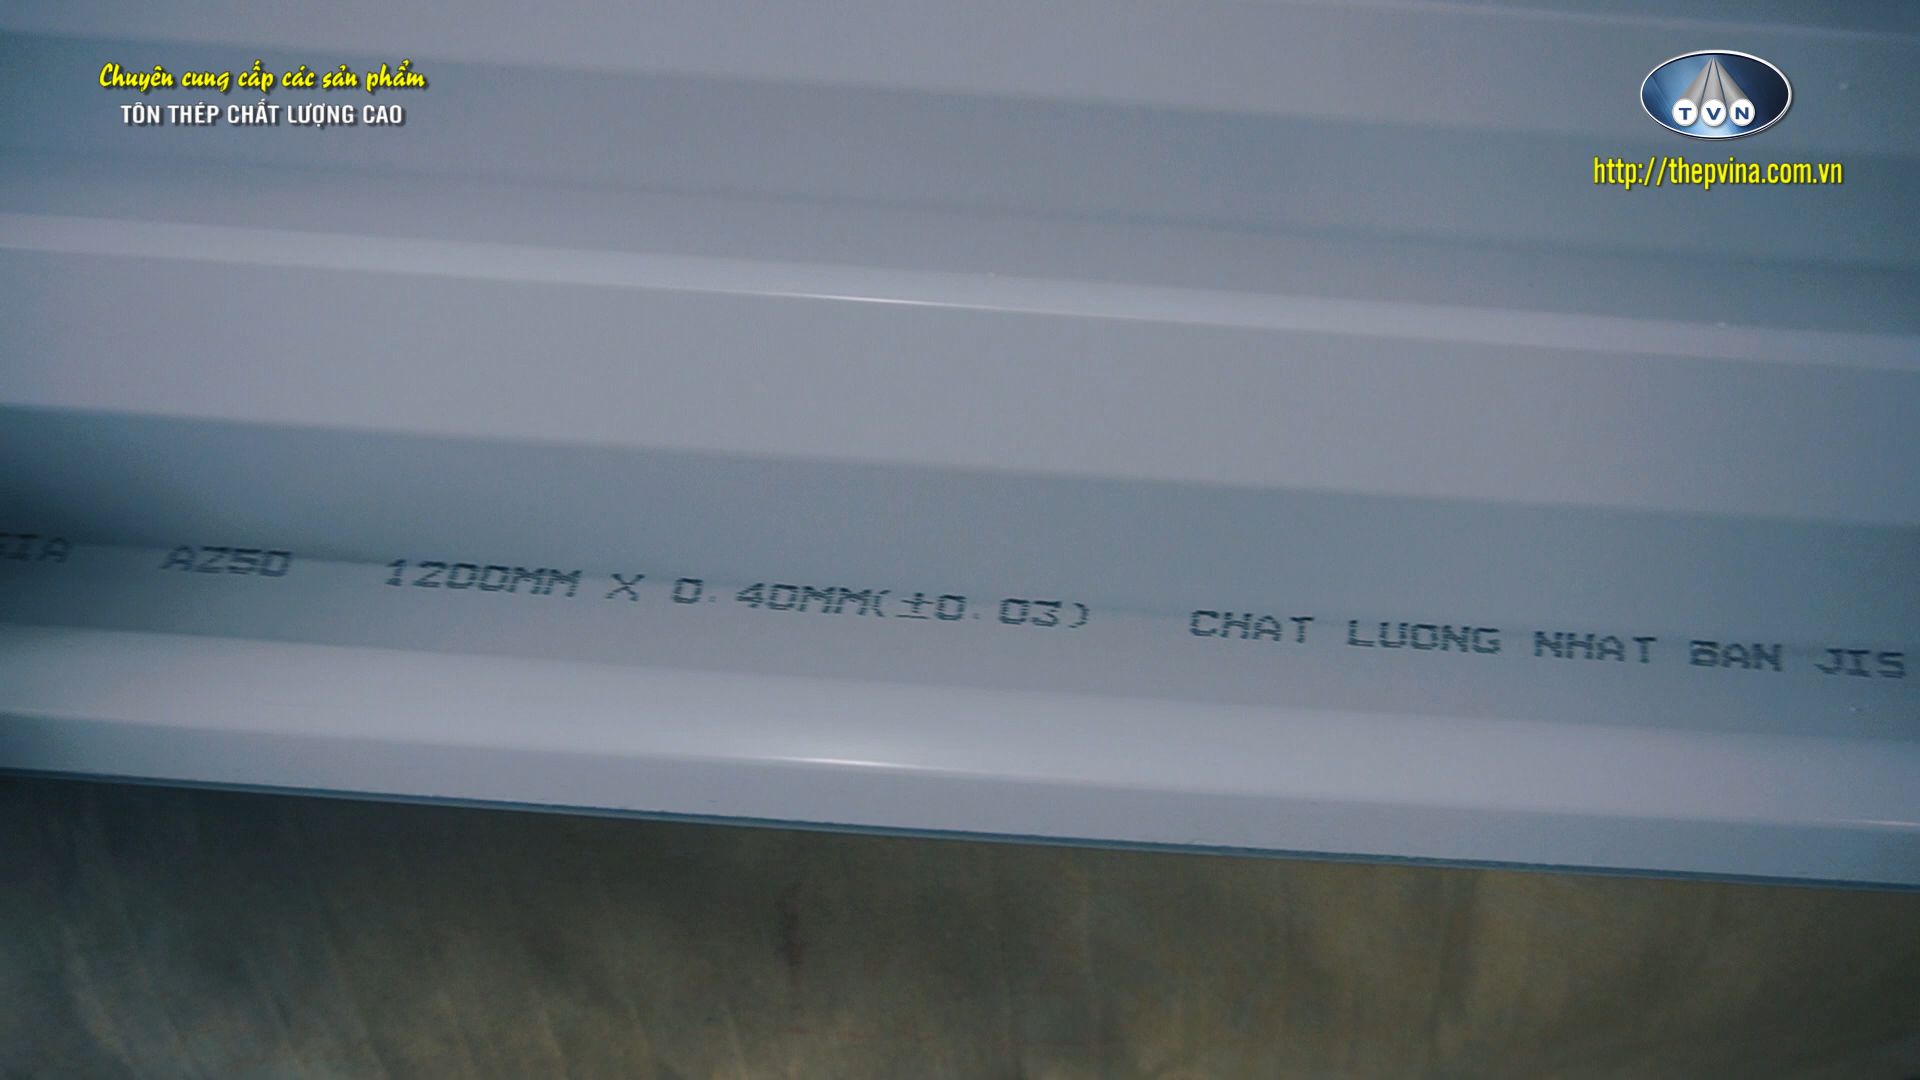 Chuyên cung cấp các sản phẩm
TÔN THÉP CHẤT LƯỢNG CAO
TVN
http://thepvina.com.vn
AZ50 1200MM X 0.40MM(±0.03) CHAT LUONG NHAT BAN JIS